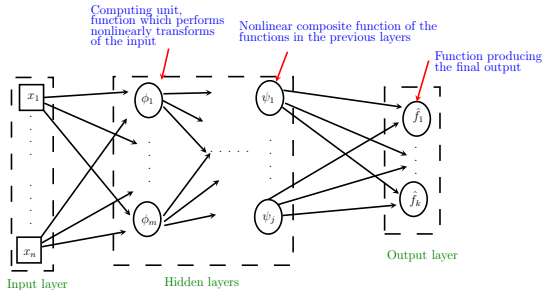 Computing unit,
function which performs
nonlinearly transforms
of the input
Nonlinear composite function of the
functions in the previous layers
Function producing
the final output
x₁
ϕ₁
ψ₁
f̂₁
ϕₘ
ψⱼ
f̂ₖ
xₙ
Input layer
Hidden layers
Output layer